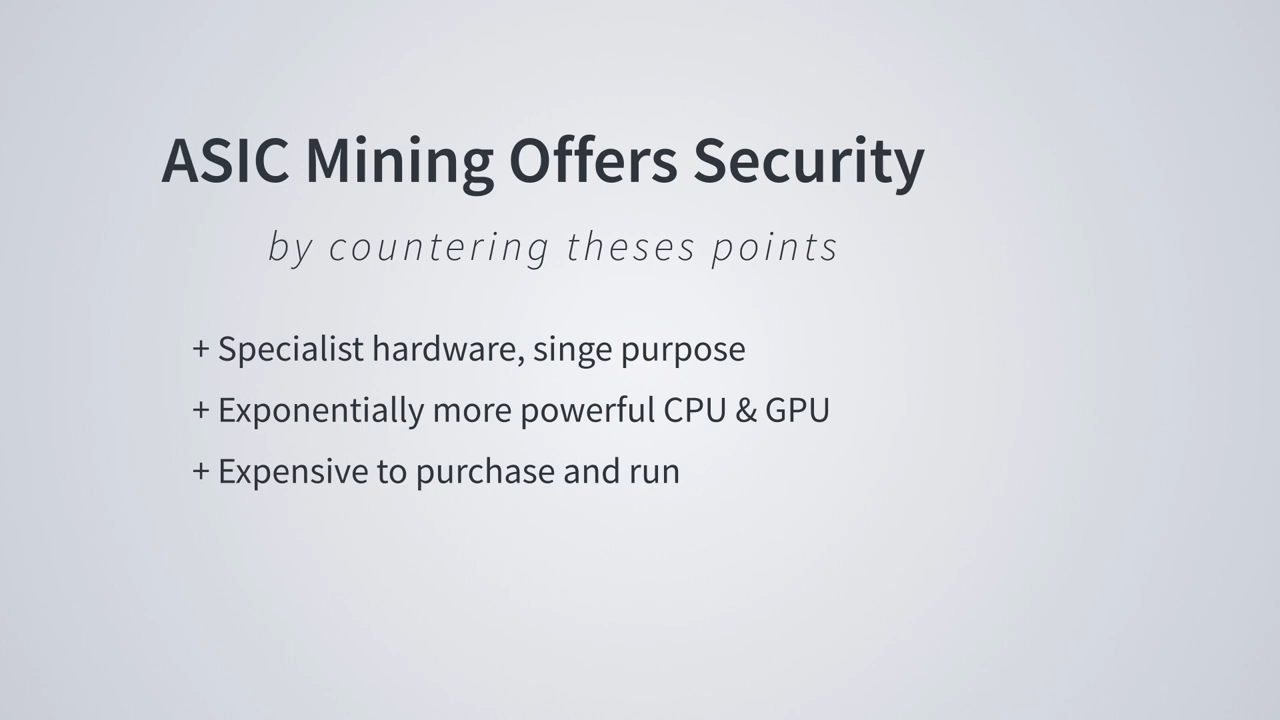 ASIC Mining Offers Security
by countering theses points
+ Specialist hardware, singe purpose
+ Exponentially more powerful CPU & GPU
+ Expensive to purchase and run